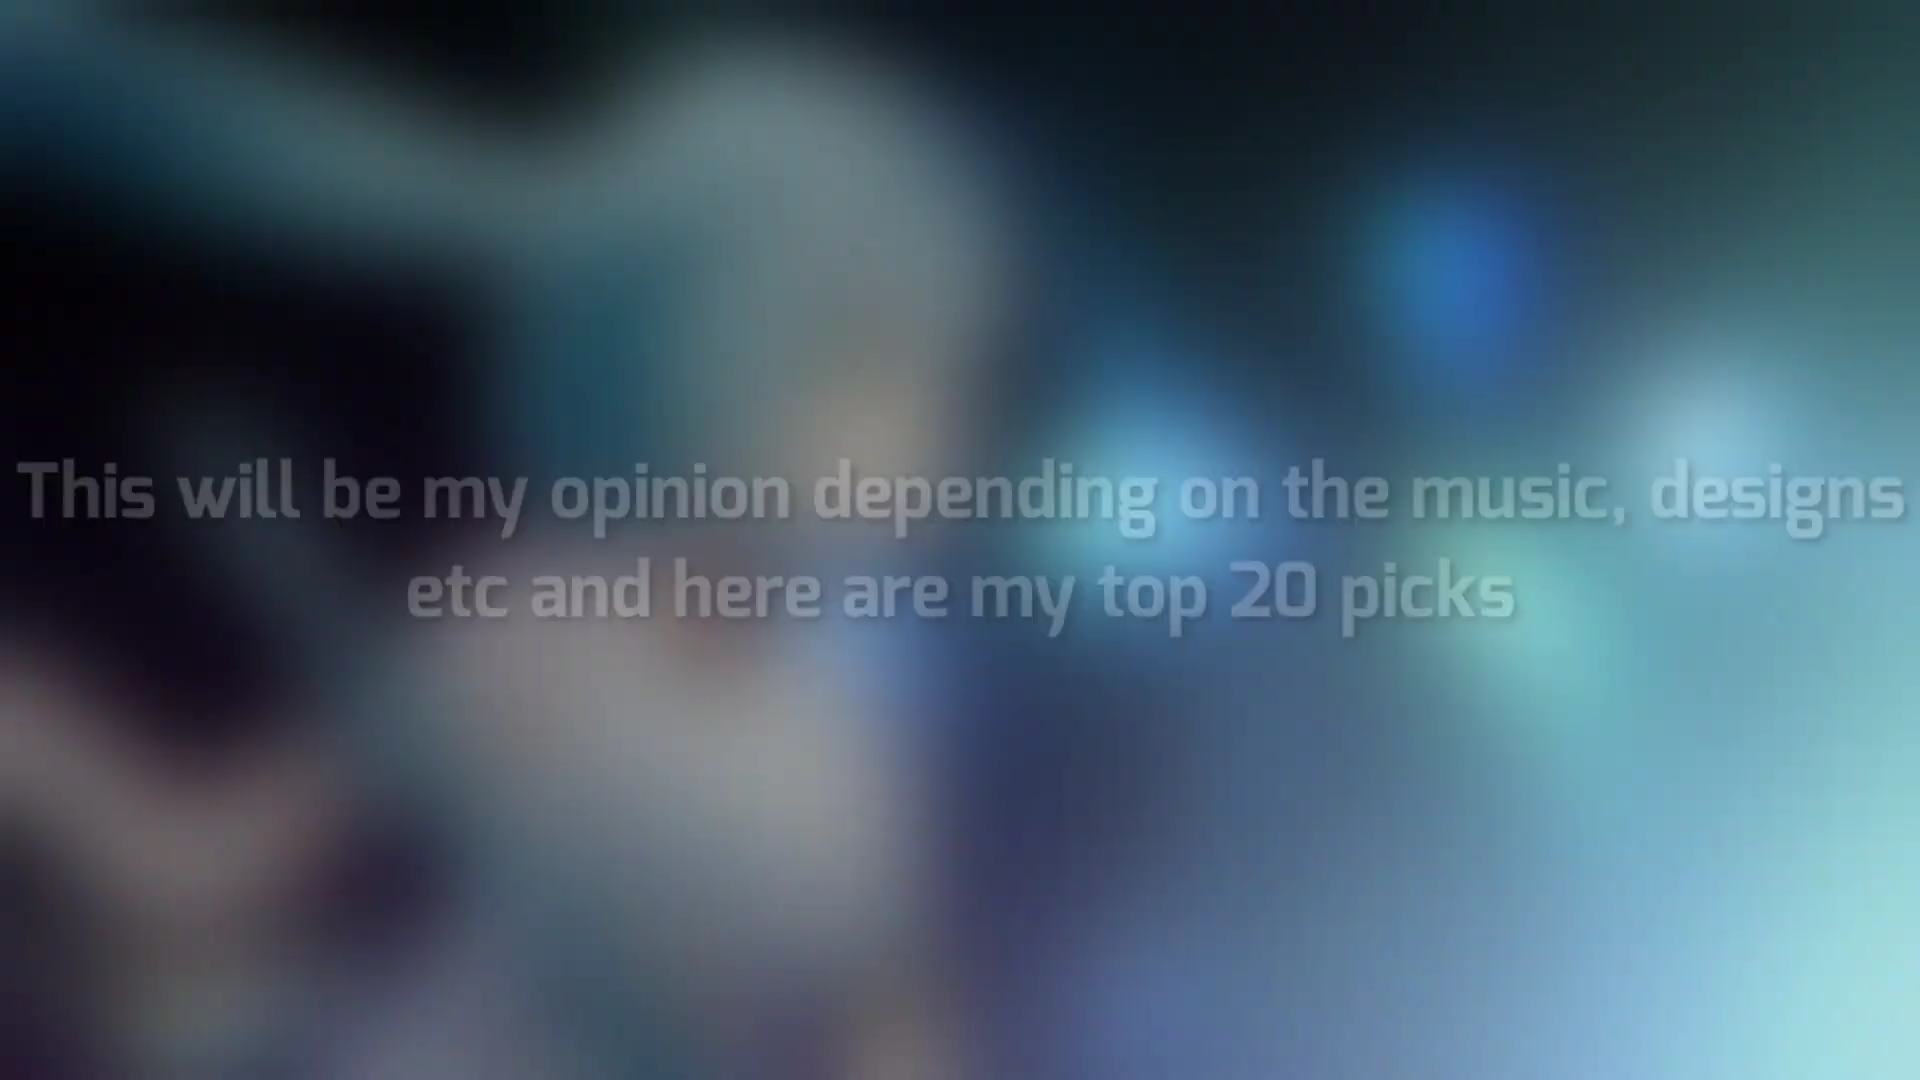 This will be my opinion depending on the music, designs
etc and here are my top 20 picks